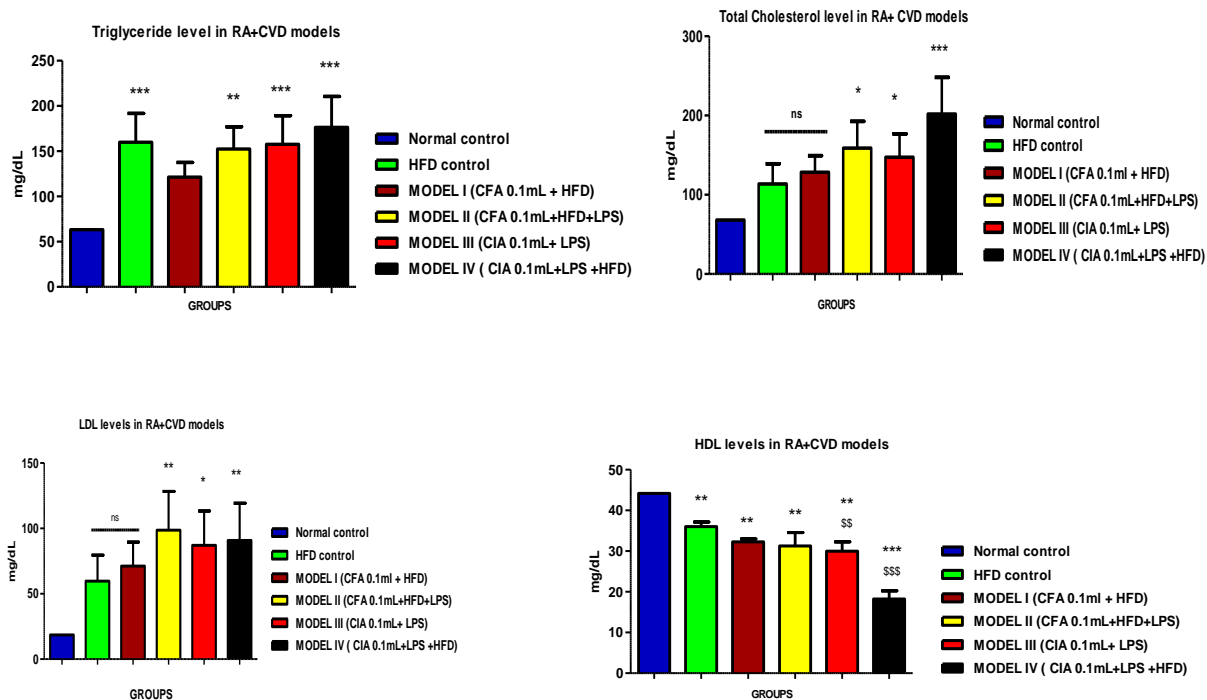 Triglyceride level in RA+CVD models
250
200
150
100
50
0
mg/dL
***
**
***
***
GROUPS
Normal control
HFD control
MODEL I (CFA 0.1mL + HFD)
MODEL II (CFA 0.1mL+HFD+LPS)
MODEL III (CIA 0.1mL+ LPS)
MODEL IV ( CIA 0.1mL+LPS +HFD)
Total Cholesterol level in RA+ CVD models
300
200
100
0
mg/dL
ns
*
*
***
GROUPS
Normal control
HFD control
MODEL I (CFA 0.1ml + HFD)
MODEL II (CFA 0.1mL+HFD+LPS)
MODEL III (CIA 0.1mL+ LPS)
MODEL IV ( CIA 0.1mL+LPS +HFD)
LDL levels in RA+CVD models
150
100
50
0
mg/dL
ns
**
*
**
GROUPS
Normal control
HFD control
MODEL I (CFA 0.1ml + HFD)
MODEL II (CFA 0.1mL+HFD+LPS)
MODEL III (CIA 0.1mL+ LPS)
MODEL IV ( CIA 0.1mL+LPS +HFD)
HDL levels in RA+CVD models
50
40
30
20
10
0
mg/dL
**
**
**
**
$$
***
$$$
GROUPS
Normal control
HFD control
MODEL I (CFA 0.1ml + HFD)
MODEL II (CFA 0.1mL+HFD+LPS)
MODEL III (CIA 0.1mL+ LPS)
MODEL IV ( CIA 0.1mL+LPS +HFD)